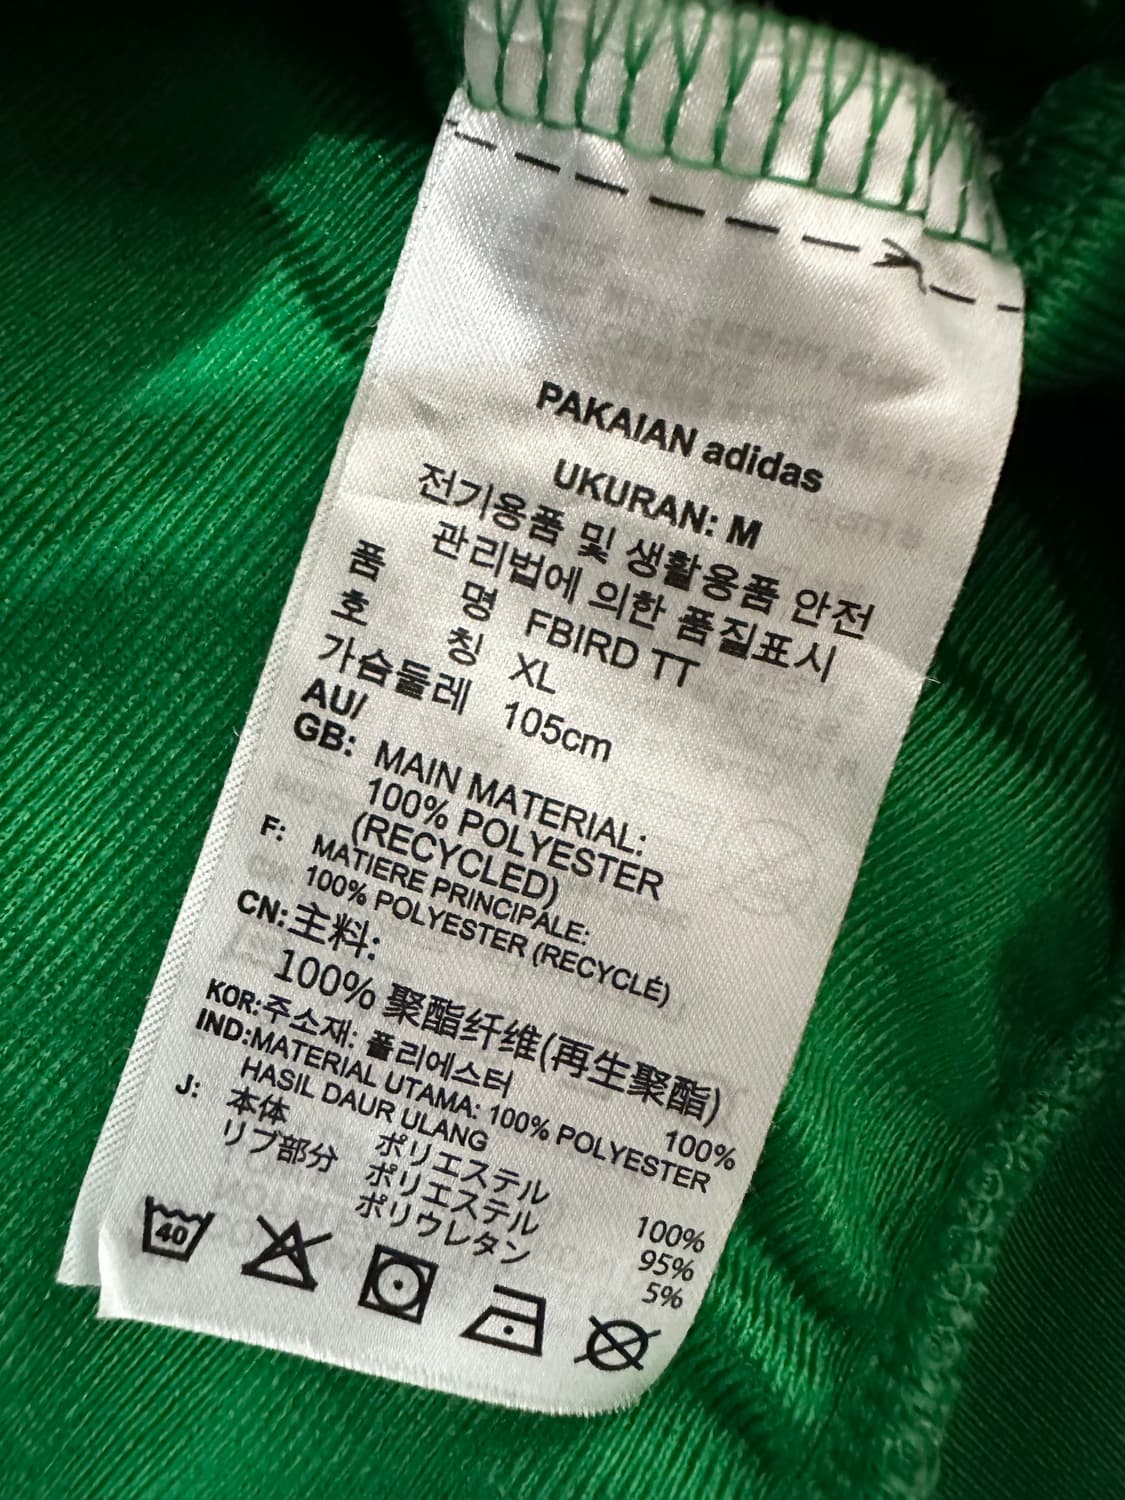 PAKAIAN adidas
UKURAN: M
전기용품 및 생활용품 안전
관리법에 의한 품질표시
품 명 FBIRD TT
호 칭 XL
가슴둘레 105cm
AU/
GB: MAIN MATERIAL:
100% POLYESTER
(RECYCLED)
F: MATIERE PRINCIPALE:
100% POLYESTER (RECYCLÉ)
CN: 主料:
100% 聚酯纤维(再生聚酯)
KOR: 주소재: 폴리에스터 100%
IND: MATERIAL UTAMA: 100% POLYESTER
HASIL DAUR ULANG
J: 本体 ポリエステル 100%
リブ部分 ポリエステル 95%
ポリウレタン 5%
40